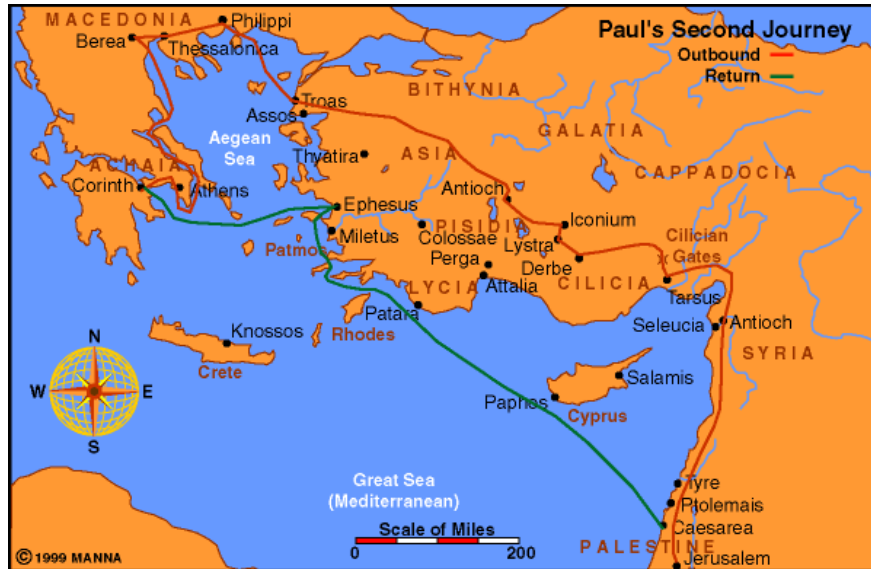 Paul's Second Journey
Outbound
Return
MACEDONIA
Philippi
Berea
Thessalonica
BITHYNIA
Troas
Assos
GALATIA
Aegean
Sea
Thyatira
ASIA
CAPPADOCIA
ACHAIA
Corinth
Athens
Antioch
Ephesus
Iconium
PISIDIA
Miletus
Colossae
Lystra
Cilician
Gates
Patmos
Perga
Derbe
LYCIA
Attalia
CILICIA
Tarsus
Patara
Seleucia
Antioch
Rhodes
Knossos
SYRIA
Crete
Salamis
Paphos
Cyprus
N
W
E
S
Great Sea
(Mediterranean)
Tyre
Ptolemais
Caesarea
Scale of Miles
0
200
PALESTINE
Jerusalem
© 1999 MANNA